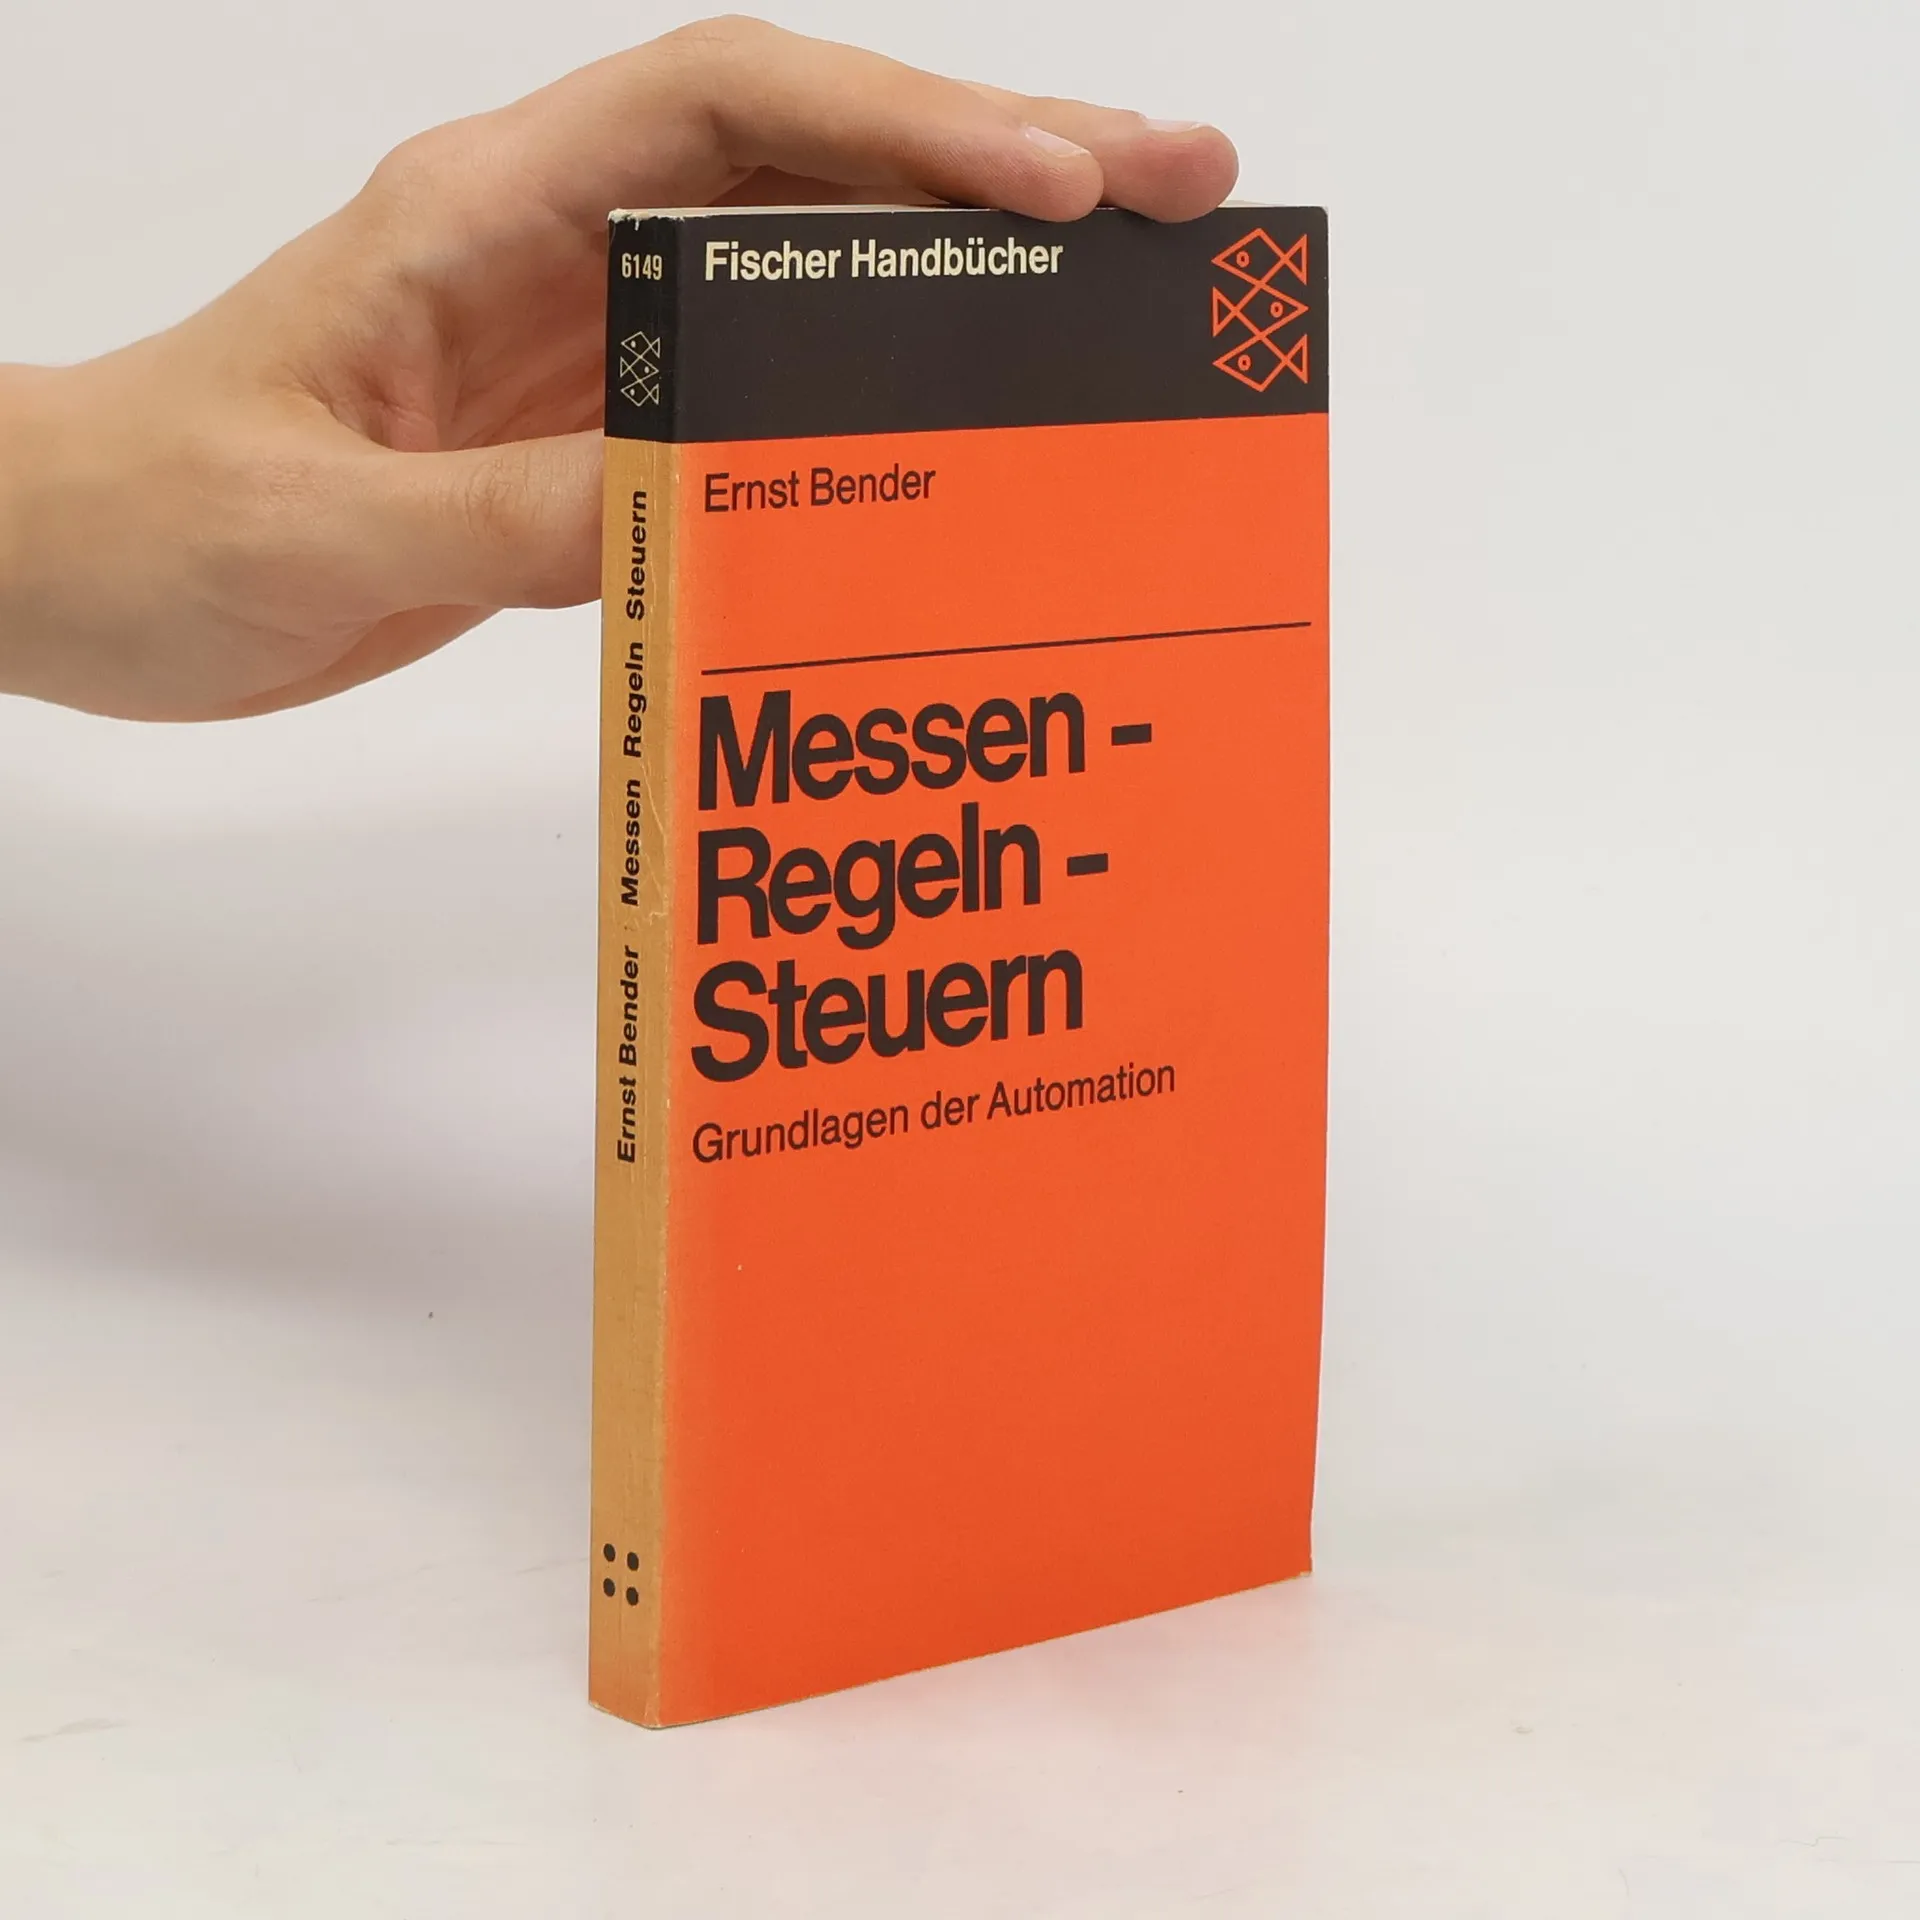 6149
Fischer Handbücher
Ernst Bender
Messen -
Regeln -
Steuern
Grundlagen der Automation
Ernst Bender Messen Regeln Steuern